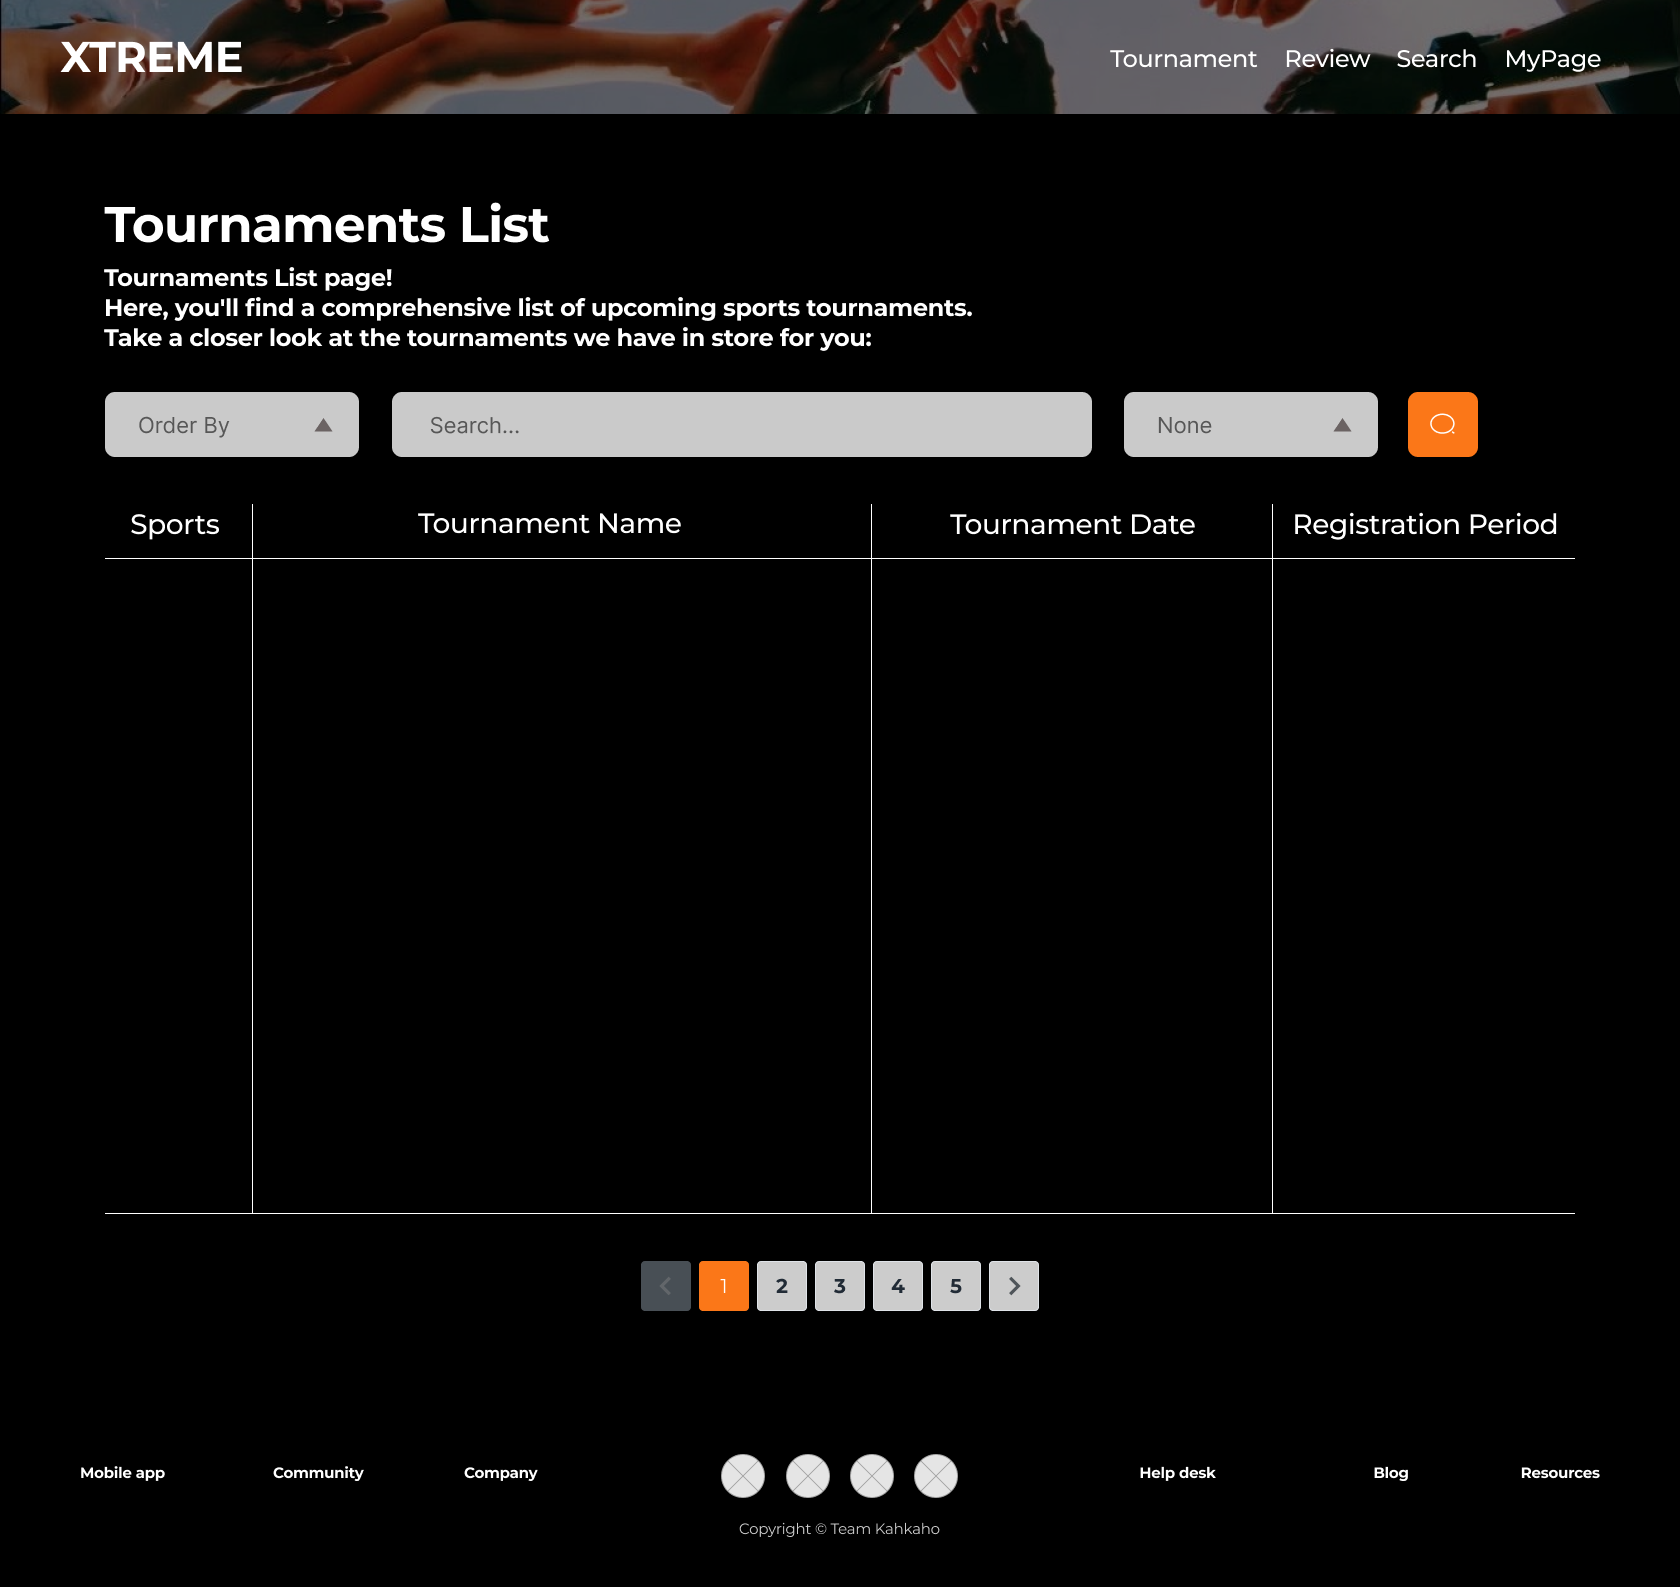 XTREME
Tournament Review Search MyPage
Tournaments List
Tournaments List page!
Here, you'll find a comprehensive list of upcoming sports tournaments.
Take a closer look at the tournaments we have in store for you:
Order By
Search...
None
Sports
Tournament Name
Tournament Date
Registration Period
1 2 3 4 5
Mobile app
Community
Company
Help desk
Blog
Resources
Copyright © Team Kahkaho